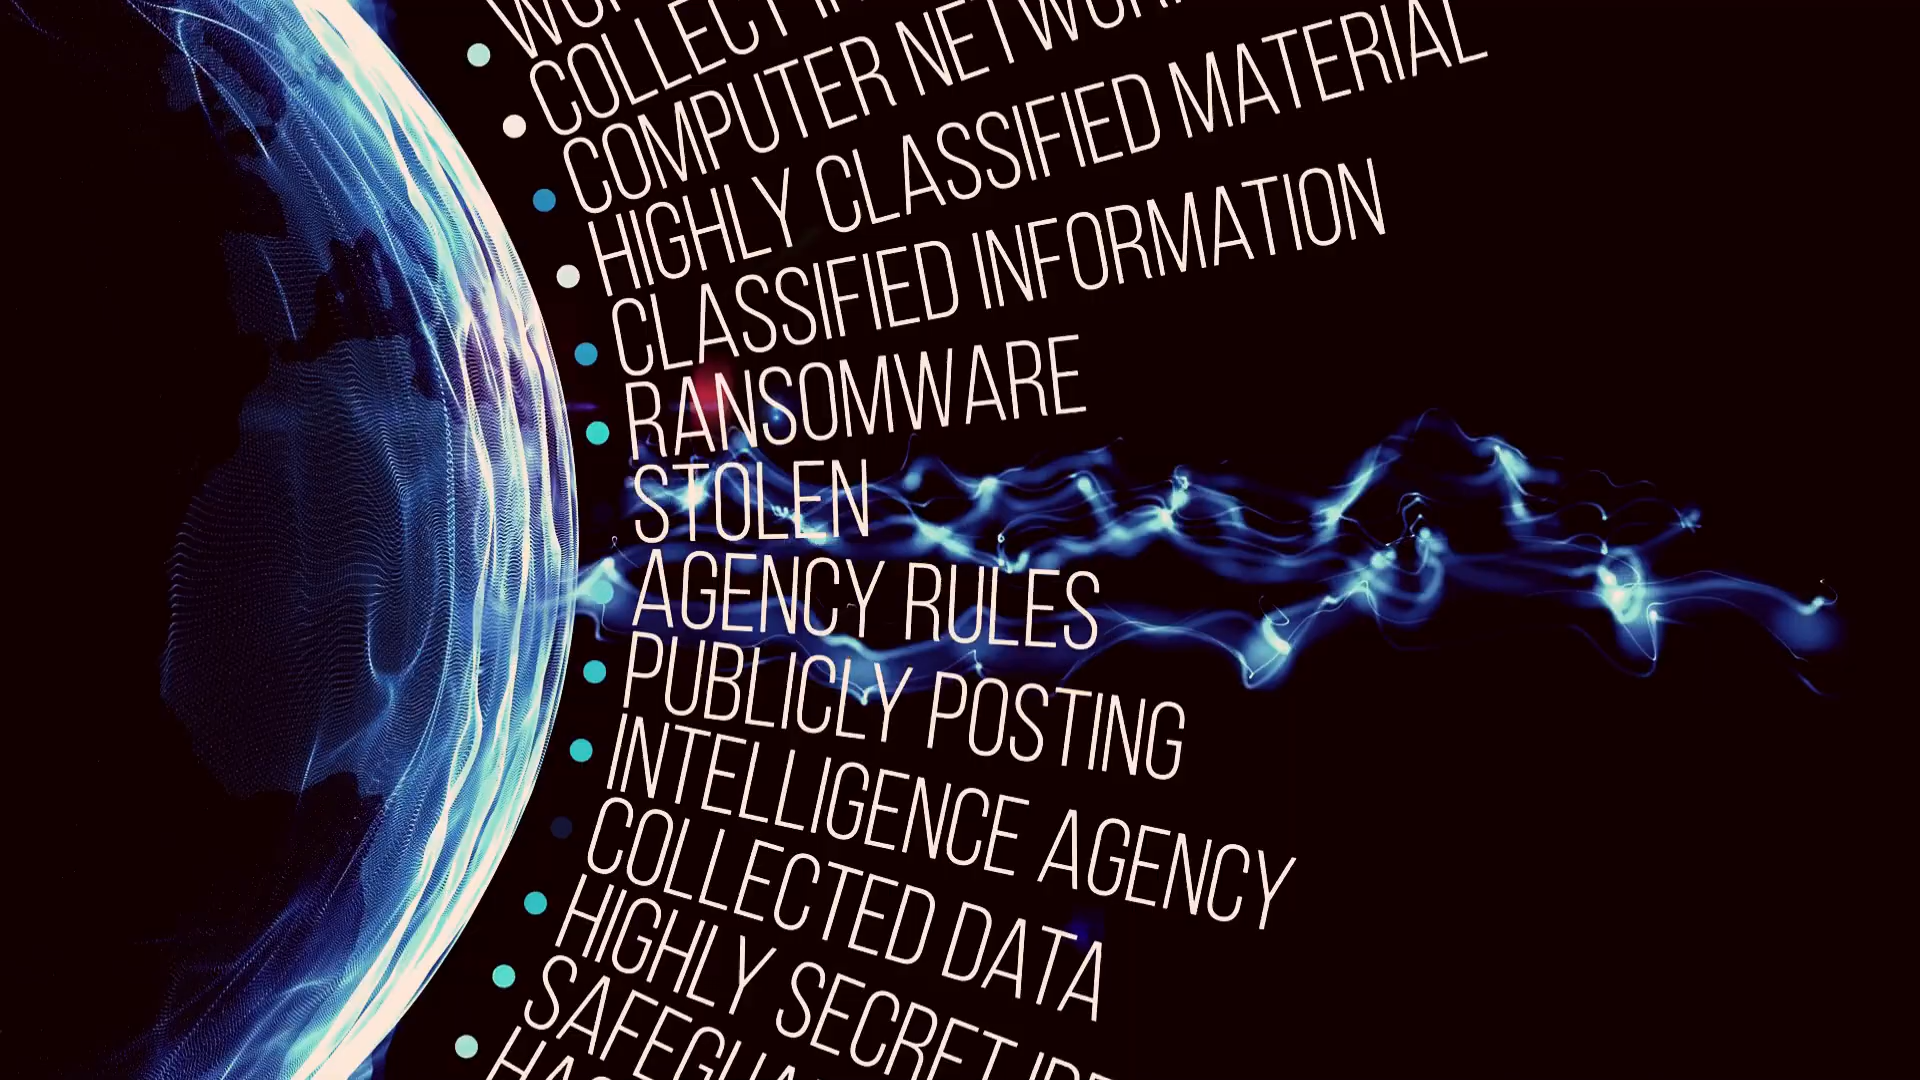 COLLECT
COMPUTER
HIGHLY CLASSIFIED MATERIAL
CLASSIFIED INFORMATION
RANSOMWARE
STOLEN
AGENCY RULES
PUBLICLY POSTING
INTELLIGENCE AGENCY
COLLECTED DATA
HIGHLY SECRET